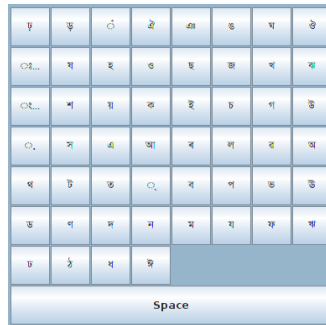 ঢ় ড় ঁ ঐ ঞ ঙ ঘ ঔ
ঃ... ষ হ ও ছ জ খ ঝ
ং... শ য় ক ই চ গ উ
় স এ আ ৰ ল ৱ অ
থ ট ত ্ ব প ভ ঊ
ড ণ দ ন ম য ফ ঋ
ঢ ঠ ধ ঈ
Space